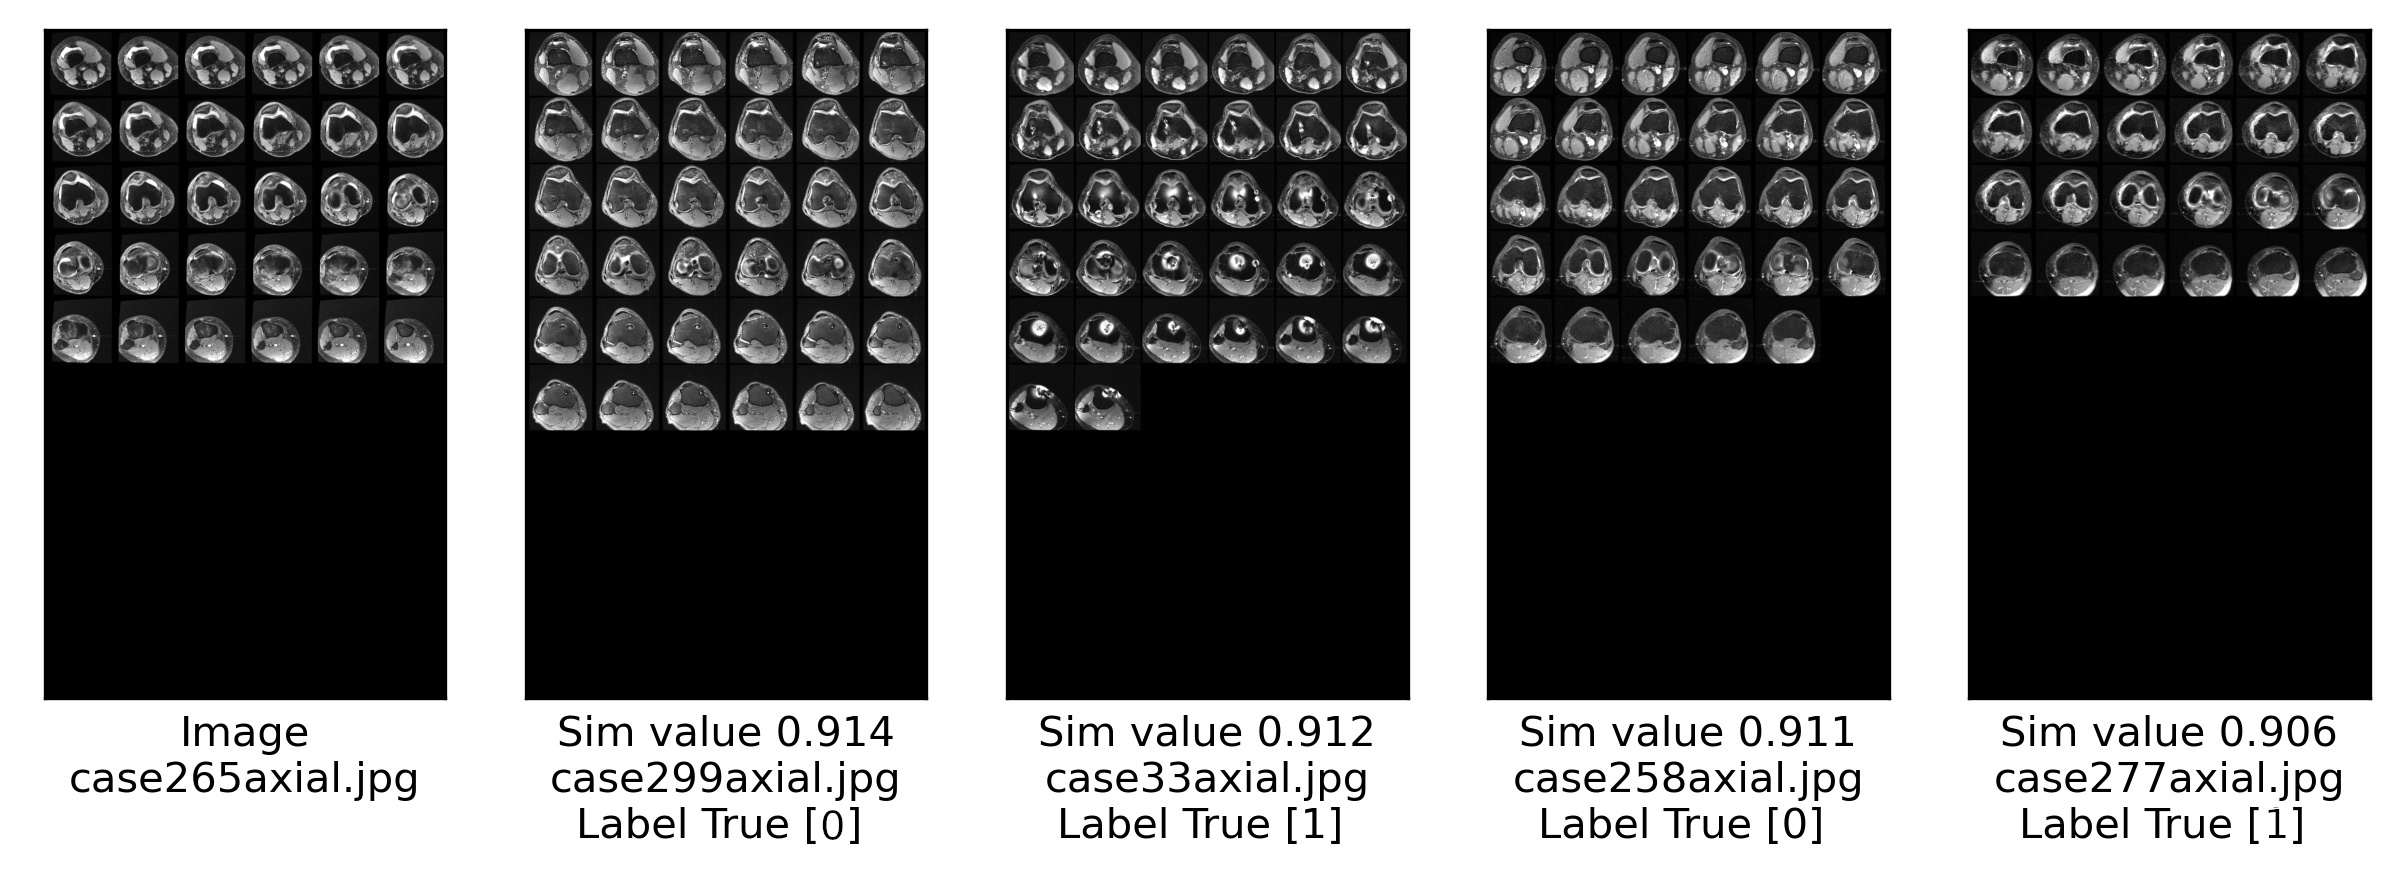 Image
case265axial.jpg
Sim value 0.914
case299axial.jpg
Label True [0]
Sim value 0.912
case33axial.jpg
Label True [1]
Sim value 0.911
case258axial.jpg
Label True [0]
Sim value 0.906
case277axial.jpg
Label True [1]